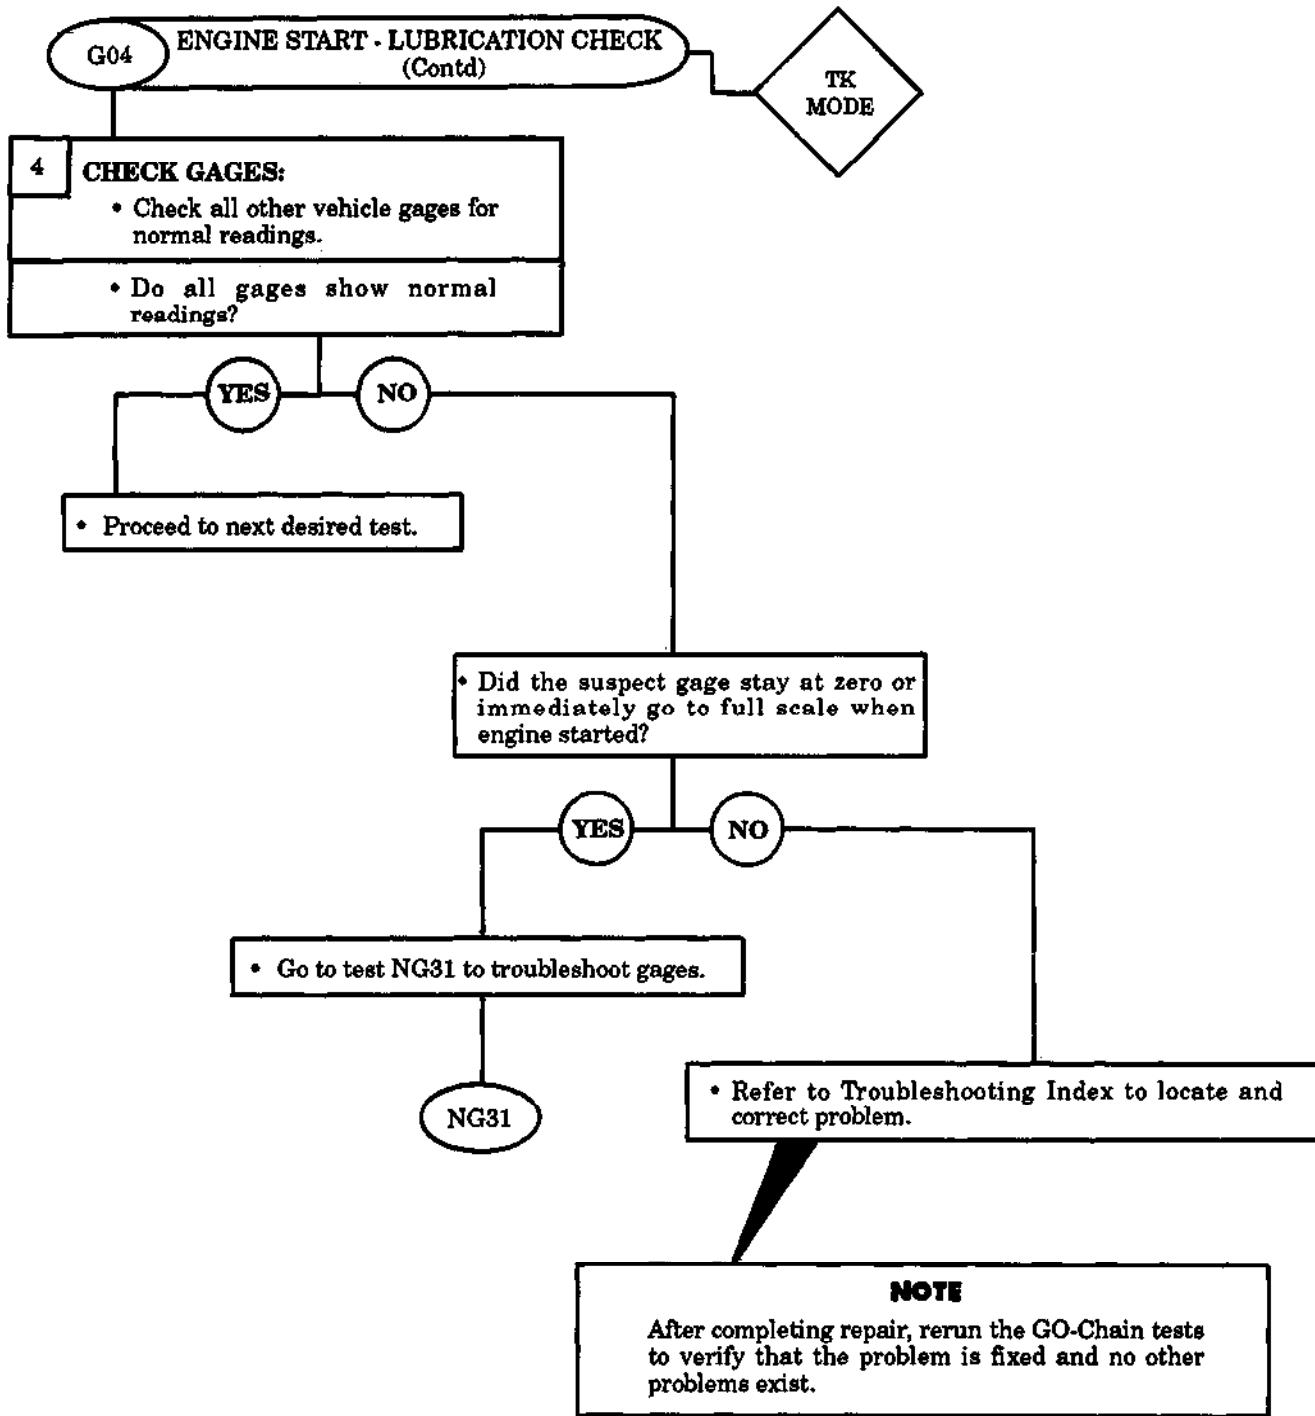 G04
ENGINE START - LUBRICATION CHECK
(Contd)
TK
MODE
4
CHECK GAGES:
• Check all other vehicle gages for
normal readings.
• Do all gages show normal
readings?
YES
NO
• Proceed to next desired test.
• Did the suspect gage stay at zero or
immediately go to full scale when
engine started?
YES
NO
• Go to test NG31 to troubleshoot gages.
NG31
• Refer to Troubleshooting Index to locate and
correct problem.
NOTE
After completing repair, rerun the GO-Chain tests
to verify that the problem is fixed and no other
problems exist.